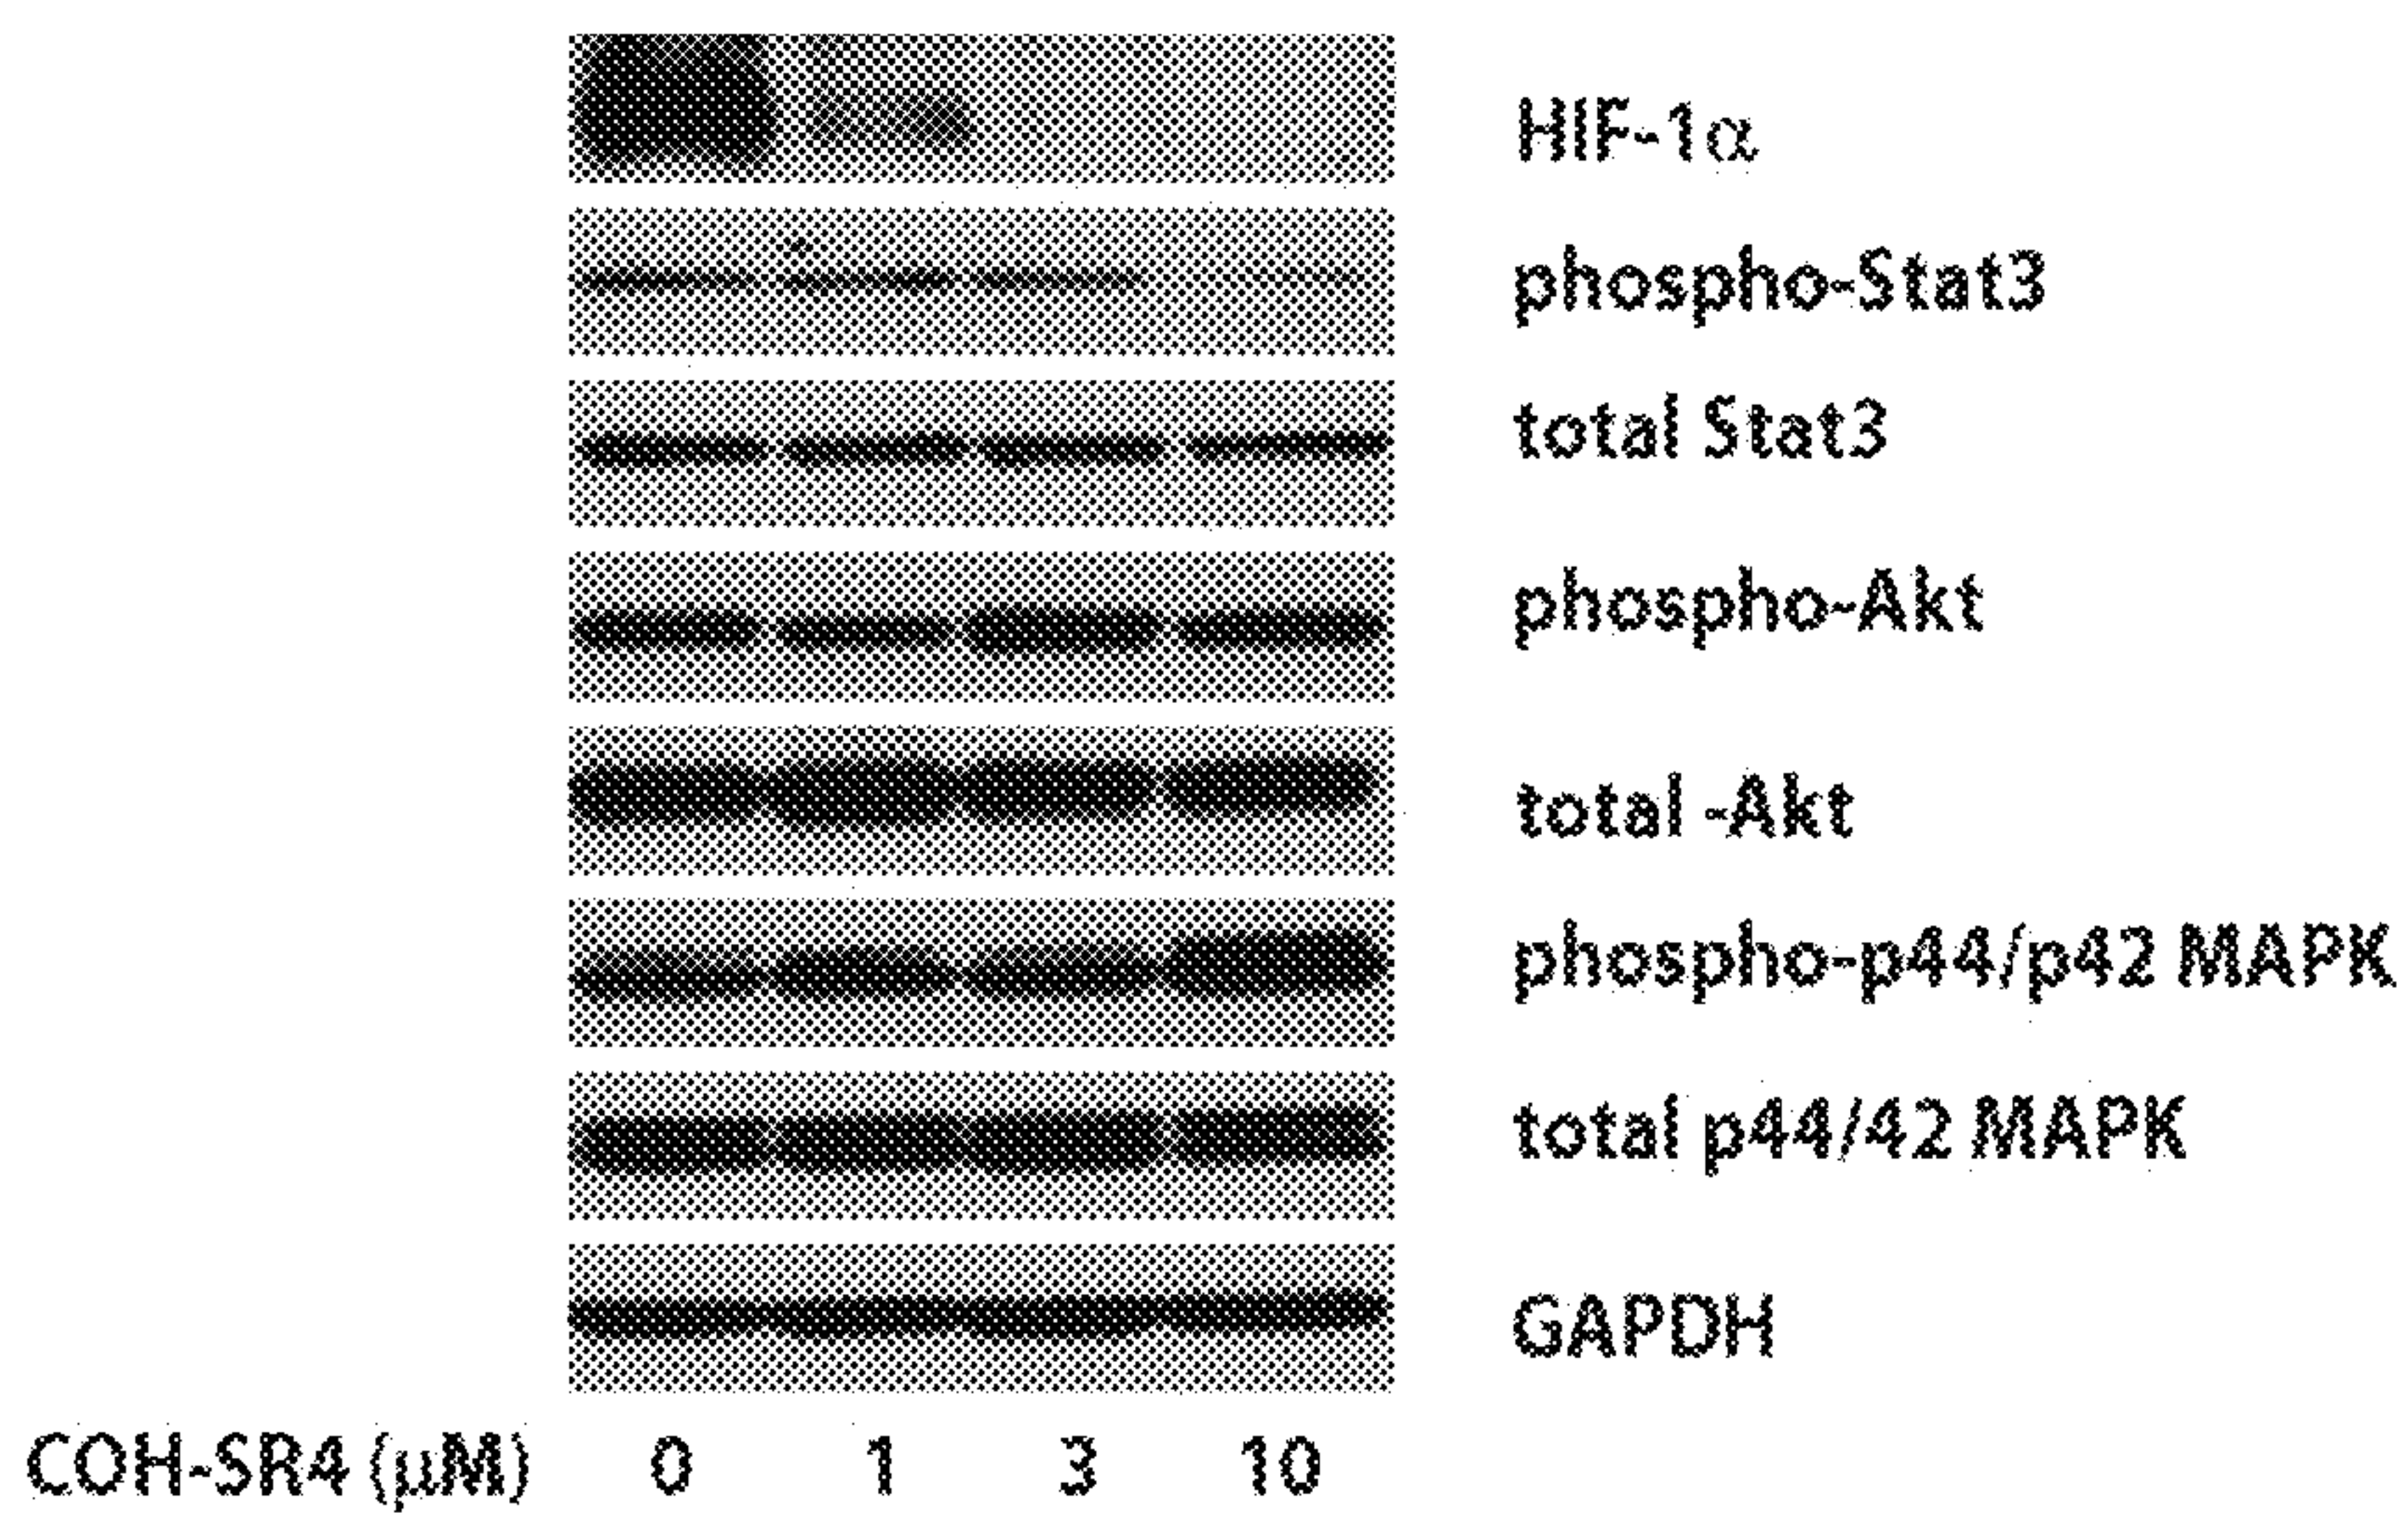 HIF-1α
phospho-Stat3
total Stat3
phospho-Akt
total -Akt
phospho-p44/p42 MAPK
total p44/42 MAPK
GAPDH
COH-SR4 (μM) 0 1 3 10